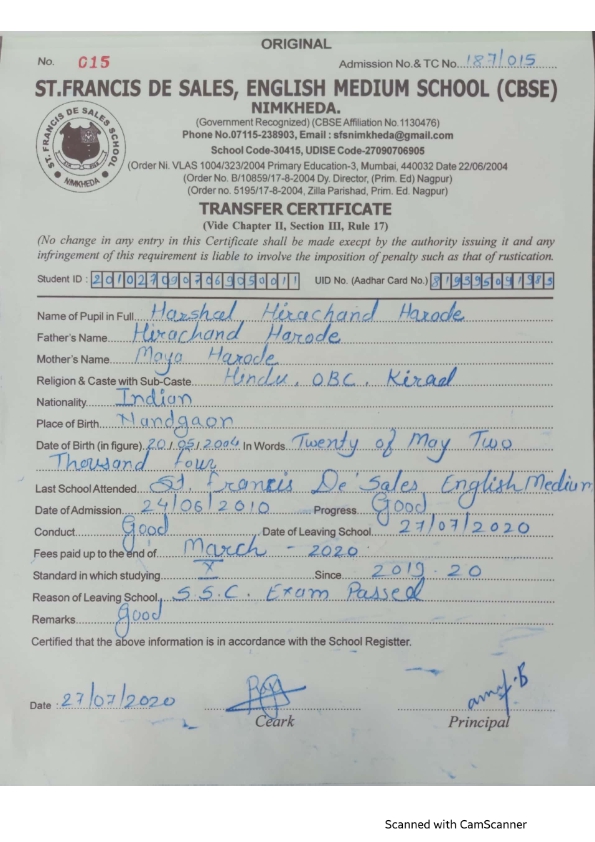 ORIGINAL
No. 015 Admission No.& TC No. 187/015
ST.FRANCIS DE SALES, ENGLISH MEDIUM SCHOOL (CBSE)
NIMKHEDA.
(Government Recognized) (CBSE Affiliation No.1130476)
Phone No.07115-238903, Email : sfsnimkheda@gmail.com
School Code-30415, UDISE Code-27090706905
(Order Ni. VLAS 1004/323/2004 Primary Education-3, Mumbai, 440032 Date 22/06/2004
(Order No. B/10859/17-8-2004 Dy. Director, (Prim. Ed) Nagpur)
(Order no. 5195/17-8-2004, Zilla Parishad, Prim. Ed. Nagpur)
ST. FRANCIS DE SALES SCHOOL
NIMKHEDA
TRANSFER CERTIFICATE
(Vide Chapter II, Section III, Rule 17)
(No change in any entry in this Certificate shall be made execpt by the authority issuing it and any
infringement of this requirement is liable to involve the imposition of penalty such as that of rustication.
Student ID : 2010270907069050011 UID No. (Aadhar Card No.)
Name of Pupil in Full Harshal Hirachand Harode
Father's Name Hirachand Harode
Mother's Name Maya Harode
Religion & Caste with Sub-Caste Hindu, OBC, Kirad
Nationality Indian
Place of Birth Nandgaon
Date of Birth (in figure) 20/05/2004 In Words Twenty of May Two
Thousand Four
Last School Attended St. Francis De'Sales English Medium
Date of Admission 24/06/2010 Progress Good
Conduct Good Date of Leaving School 27/07/2020
Fees paid up to the end of March - 2020
Standard in which studying X Since 2019-20
Reason of Leaving School S.S.C. Exam Passed
Remarks Good
Certified that the above information is in accordance with the School Registter.
Date : 27/07/2020
Ceark Principal
Scanned with CamScanner